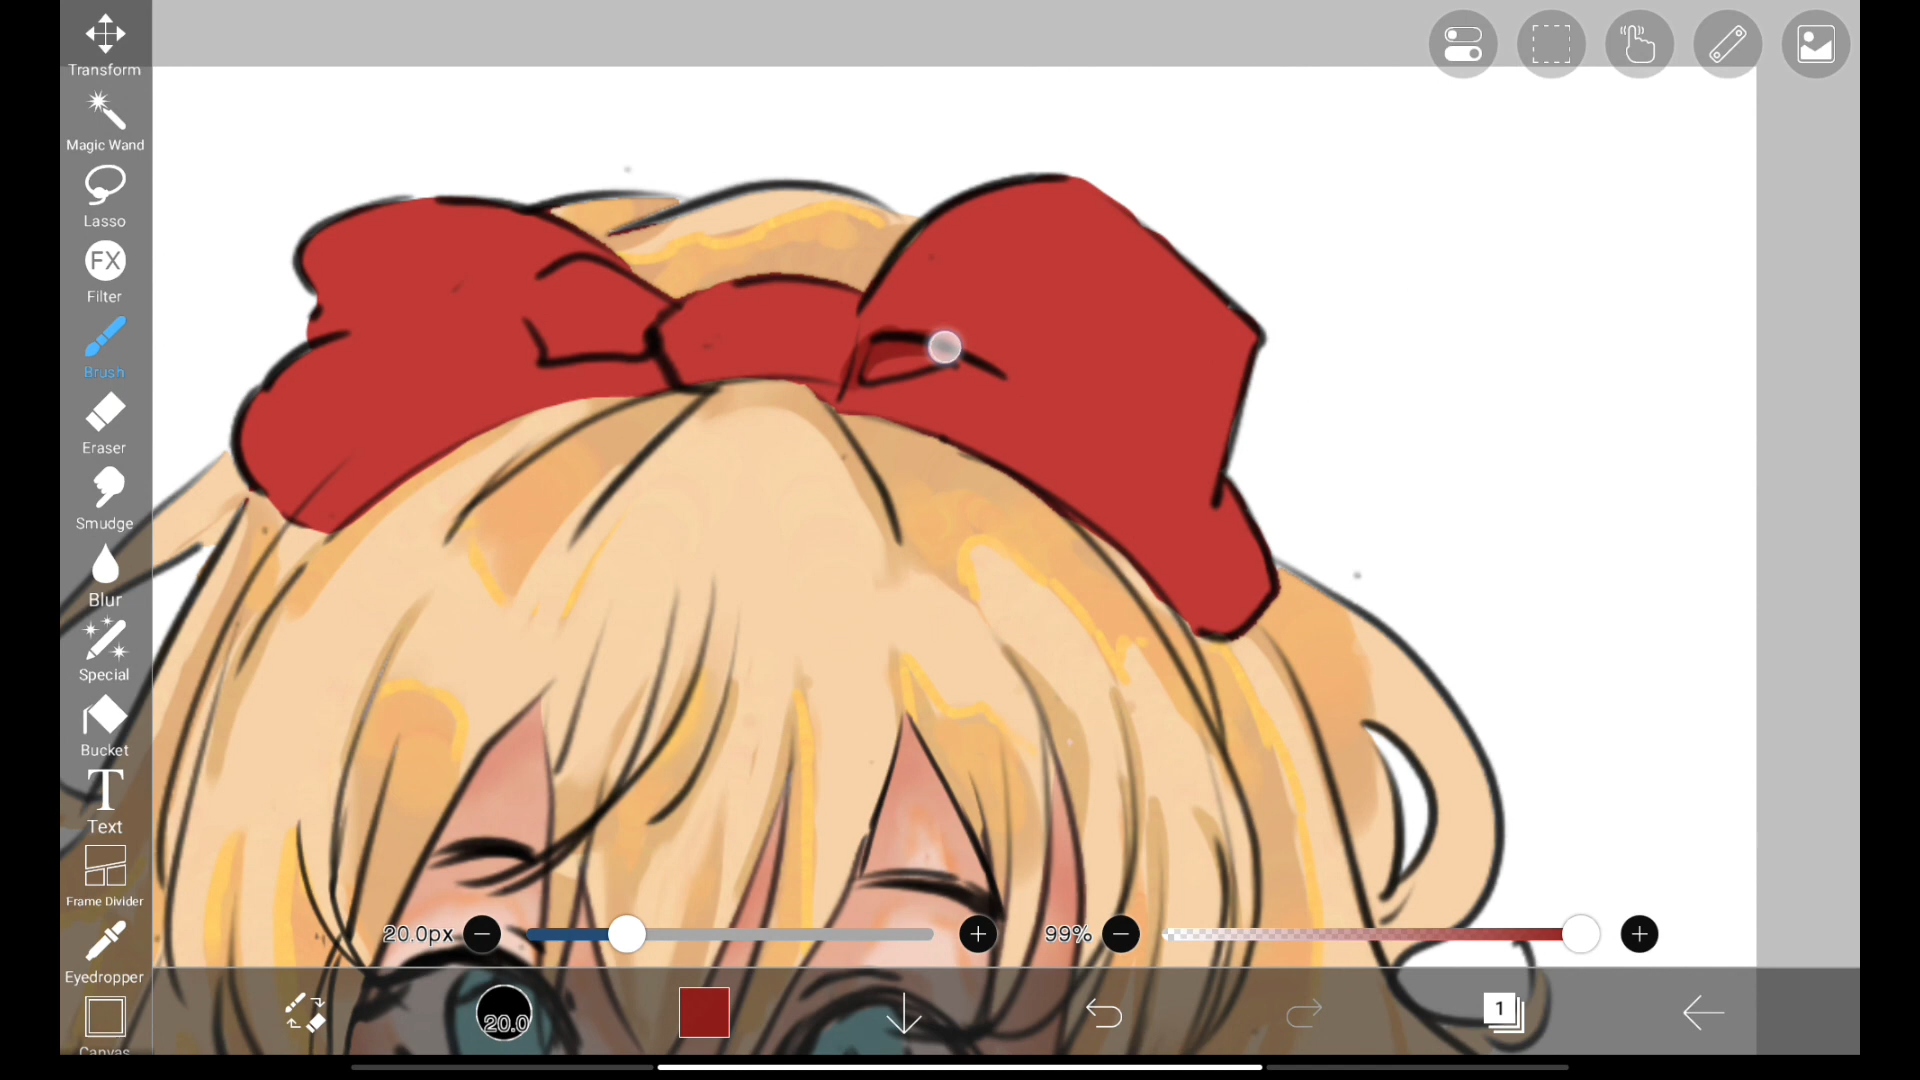 Transform
Magic Wand
Lasso
FX
Filter
Brush
Eraser
Smudge
Blur
Special
Bucket
T
Text
Frame Divider
Eyedropper
Canvas
20.0px
99%
20.0
1